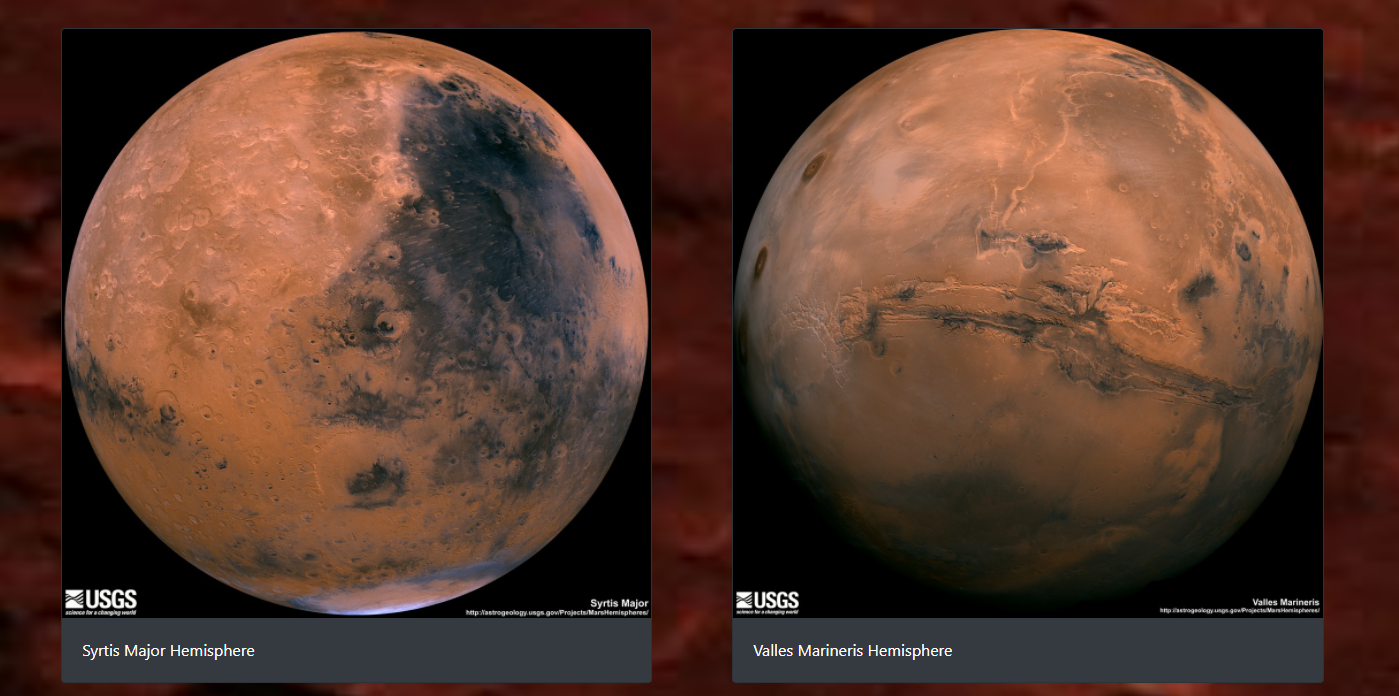 USGS
science for a changing world
Syrtis Major
http://astrogeology.usgs.gov/Projects/MarsHemispheres/
Syrtis Major Hemisphere
USGS
science for a changing world
Valles Marineris
http://astrogeology.usgs.gov/Projects/MarsHemispheres/
Valles Marineris Hemisphere